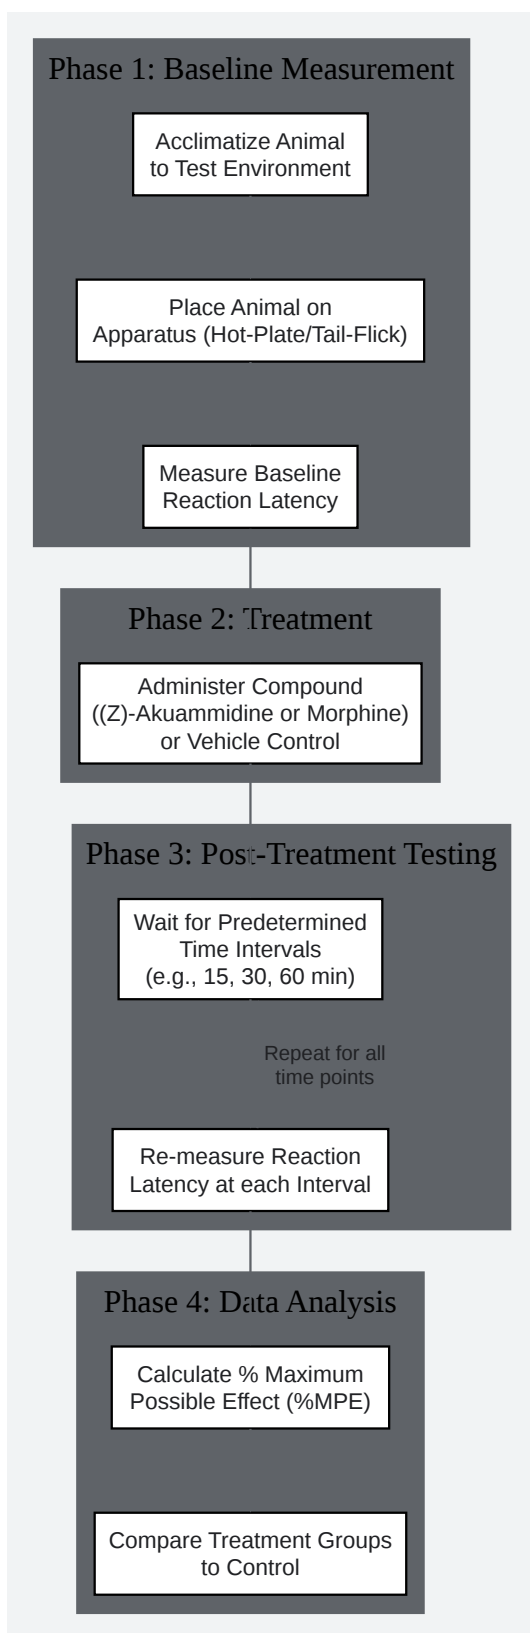 Phase 1: Baseline Measurement
Acclimatize Animal
to Test Environment
Place Animal on
Apparatus (Hot-Plate/Tail-Flick)
Measure Baseline
Reaction Latency
Phase 2: Treatment
Administer Compound
((Z)-Akuammidine or Morphine)
or Vehicle Control
Phase 3: Post-Treatment Testing
Wait for Predetermined
Time Intervals
(e.g., 15, 30, 60 min)
Repeat for all
time points
Re-measure Reaction
Latency at each Interval
Phase 4: Data Analysis
Calculate % Maximum
Possible Effect (%MPE)
Compare Treatment Groups
to Control